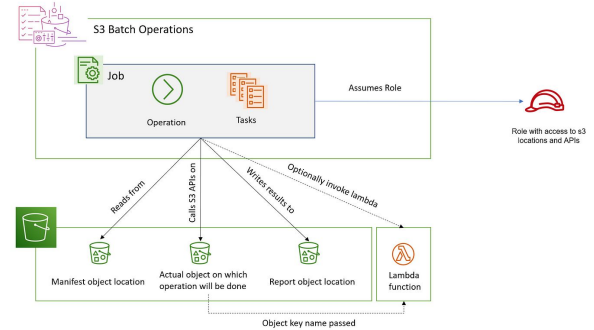 S3 Batch Operations
Job
Operation
Tasks
Assumes Role
Role with access to s3
locations and APIs
Reads from
Calls S3 APIs on
Writes results to
Optionally invoke lambda
Manifest object location
Actual object on which
operation will be done
Report object location
Lambda
function
Object key name passed